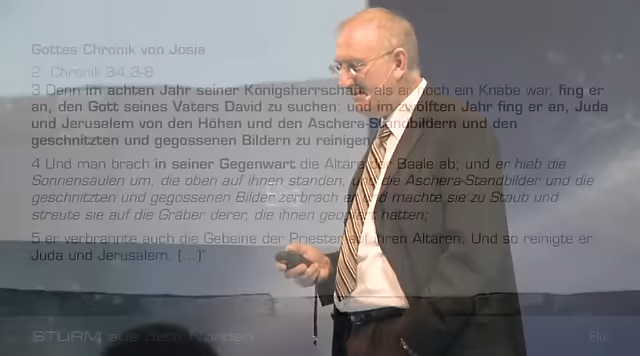 Gottes Chronik von Josia
2. Chronik 34,3-8
3 Denn im achten Jahr seiner Königsherrschaft, als er noch ein Knabe war, fing er
an, den Gott seines Vaters David zu suchen; und im zwölften Jahr fing er an, Juda
und Jerusalem von den Höhen und den Aschera-Standbildern und den
geschnitzten und gegossenen Bildern zu reinigen.
4 Und man brach in seiner Gegenwart die Altäre der Baale ab; und er hieb die
Sonnensäulen um, die oben auf ihnen standen, und die Aschera-Standbilder und die
geschnitzten und gegossenen Bilder zerbrach er und machte sie zu Staub und
streute sie auf die Gräber derer, die ihnen geopfert hatten;
5 er verbrannte auch die Gebeine der Priester auf ihren Altären. Und so reinigte er
Juda und Jerusalem. (...)"
STURM aus dem Norden